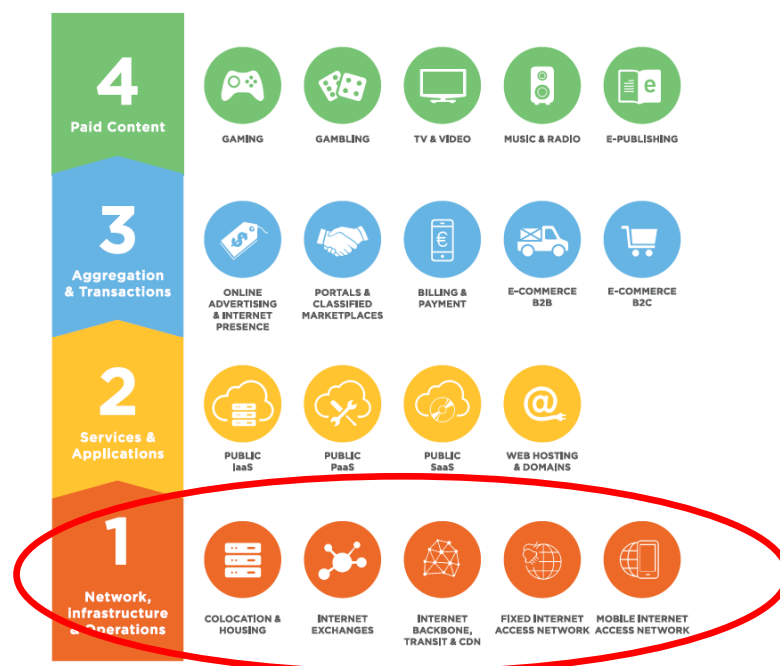 4
Paid Content
GAMING
GAMBLING
TV & VIDEO
MUSIC & RADIO
e
E-PUBLISHING
3
Aggregation
& Transactions
$
ONLINE
ADVERTISING
& INTERNET
PRESENCE
PORTALS &
CLASSIFIED
MARKETPLACES
€
BILLING &
PAYMENT
E-COMMERCE
B2B
E-COMMERCE
B2C
2
Services &
Applications
PUBLIC
IaaS
PUBLIC
PaaS
PUBLIC
SaaS
@
WEB HOSTING
& DOMAINS
1
Network,
Infrastructure
& Operations
COLOCATION &
HOUSING
INTERNET
EXCHANGES
INTERNET
BACKBONE,
TRANSIT & CDN
FIXED INTERNET
ACCESS NETWORK
MOBILE INTERNET
ACCESS NETWORK